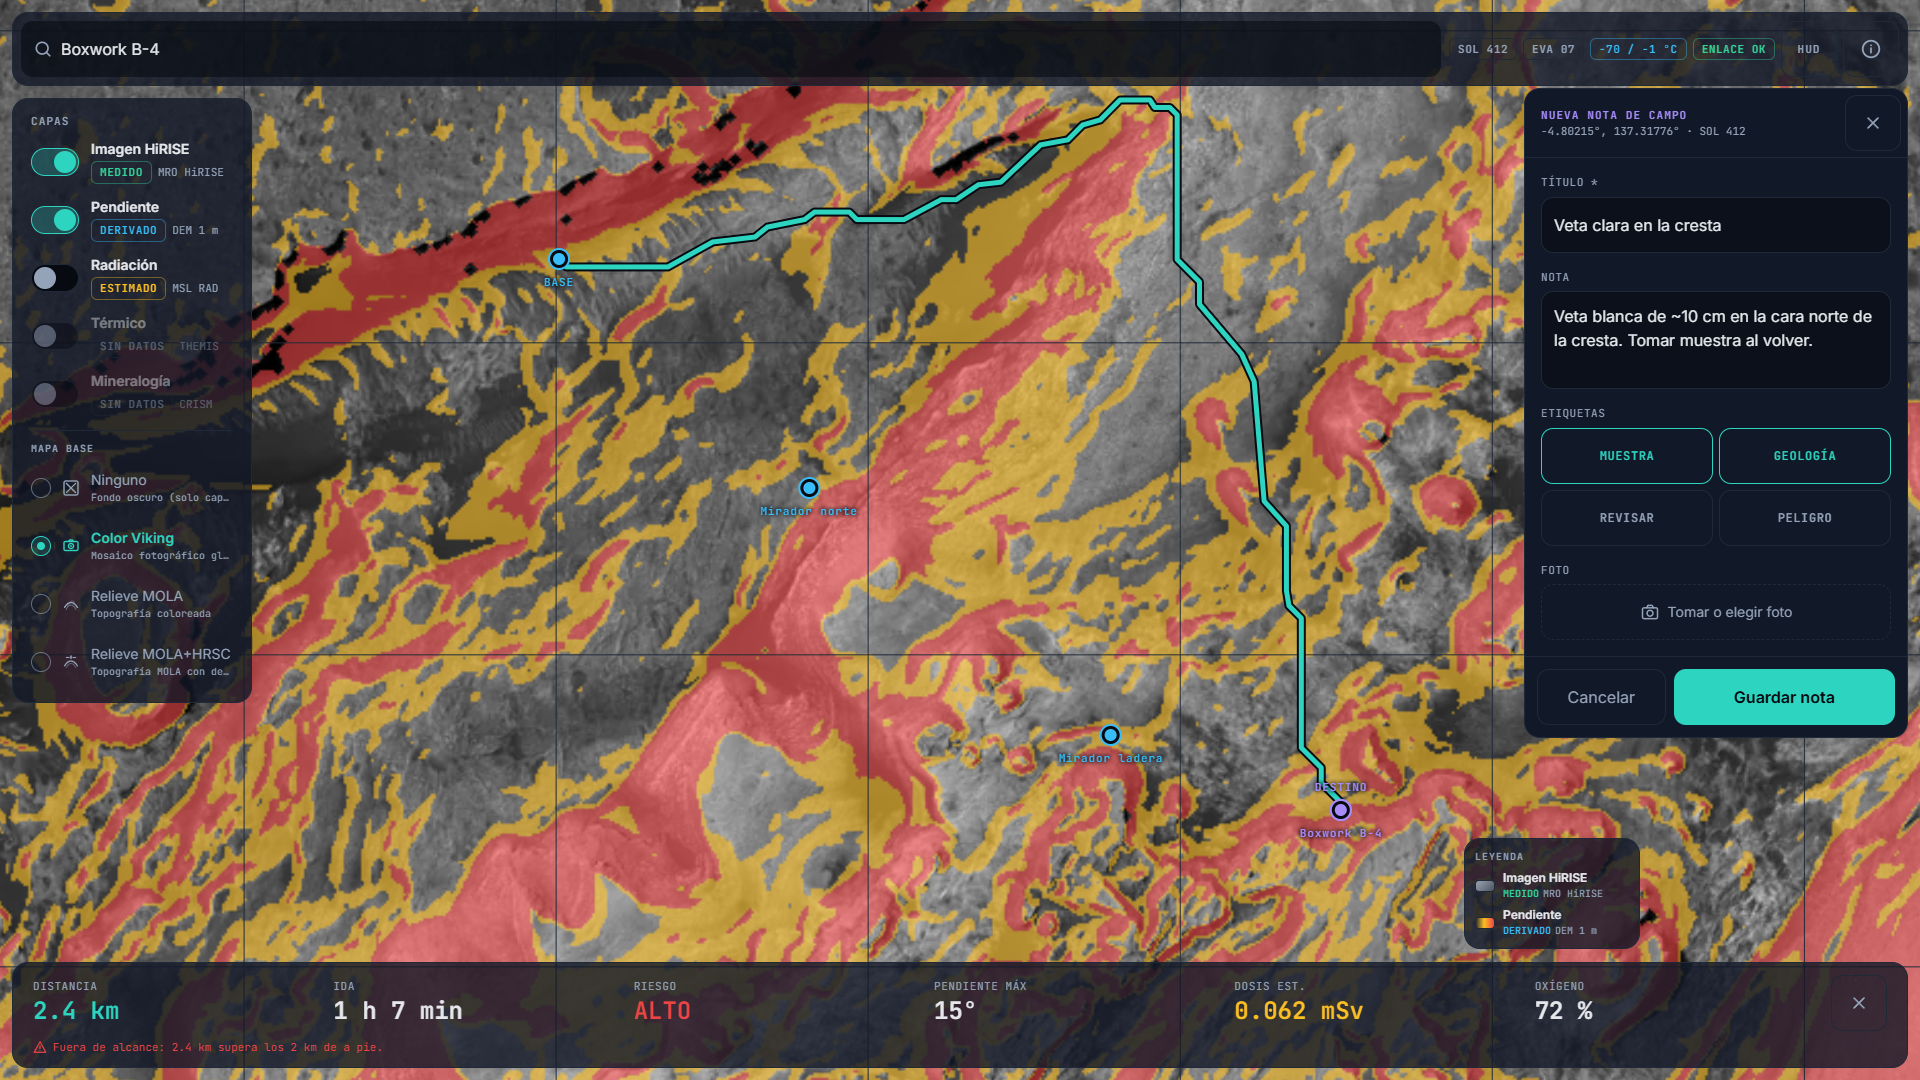 Boxwork B-4
SOL 412
EVA 07
-70 / -1 °C
ENLACE OK
HUD
CAPAS
Imagen HiRISE
MEDIDO MRO HiRISE
Pendiente
DERIVADO DEM 1 m
Radiación
ESTIMADO MSL RAD
Térmico
SIN DATOS THEMIS
Mineralogía
SIN DATOS CRISM
MAPA BASE
Ninguno
Fondo oscuro (solo cap…
Color Viking
Mosaico fotográfico gl…
Relieve MOLA
Topografía coloreada
Relieve MOLA+HRSC
Topografía MOLA con de…
BASE
Mirador norte
Mirador ladera
DESTINO
Boxwork B-4
NUEVA NOTA DE CAMPO
-4.80215°, 137.31776° · SOL 412
TÍTULO *
Veta clara en la cresta
NOTA
Veta blanca de ~10 cm en la cara norte de
la cresta. Tomar muestra al volver.
ETIQUETAS
MUESTRA
GEOLOGÍA
REVISAR
PELIGRO
FOTO
Tomar o elegir foto
Cancelar
Guardar nota
LEYENDA
Imagen HiRISE
MEDIDO MRO HiRISE
Pendiente
DERIVADO DEM 1 m
DISTANCIA
2.4 km
IDA
1 h 7 min
RIESGO
ALTO
PENDIENTE MÁX
15°
DOSIS EST.
0.062 mSv
OXÍGENO
72 %
Fuera de alcance: 2.4 km supera los 2 km de a pie.